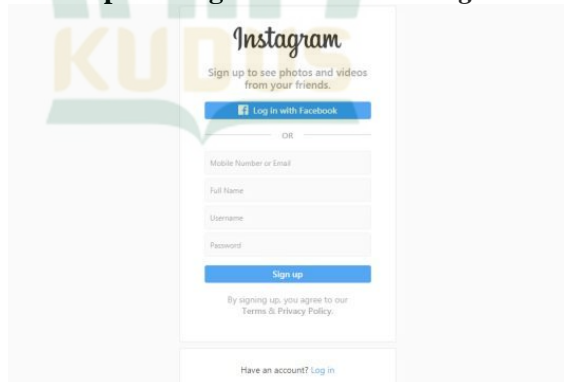 KUDUS
Instagram
Sign up to see photos and videos
from your friends.
Log in with Facebook
OR
Mobile Number or Email
Full Name
Username
Password
Sign up
By signing up, you agree to our
Terms & Privacy Policy.
Have an account? Log in